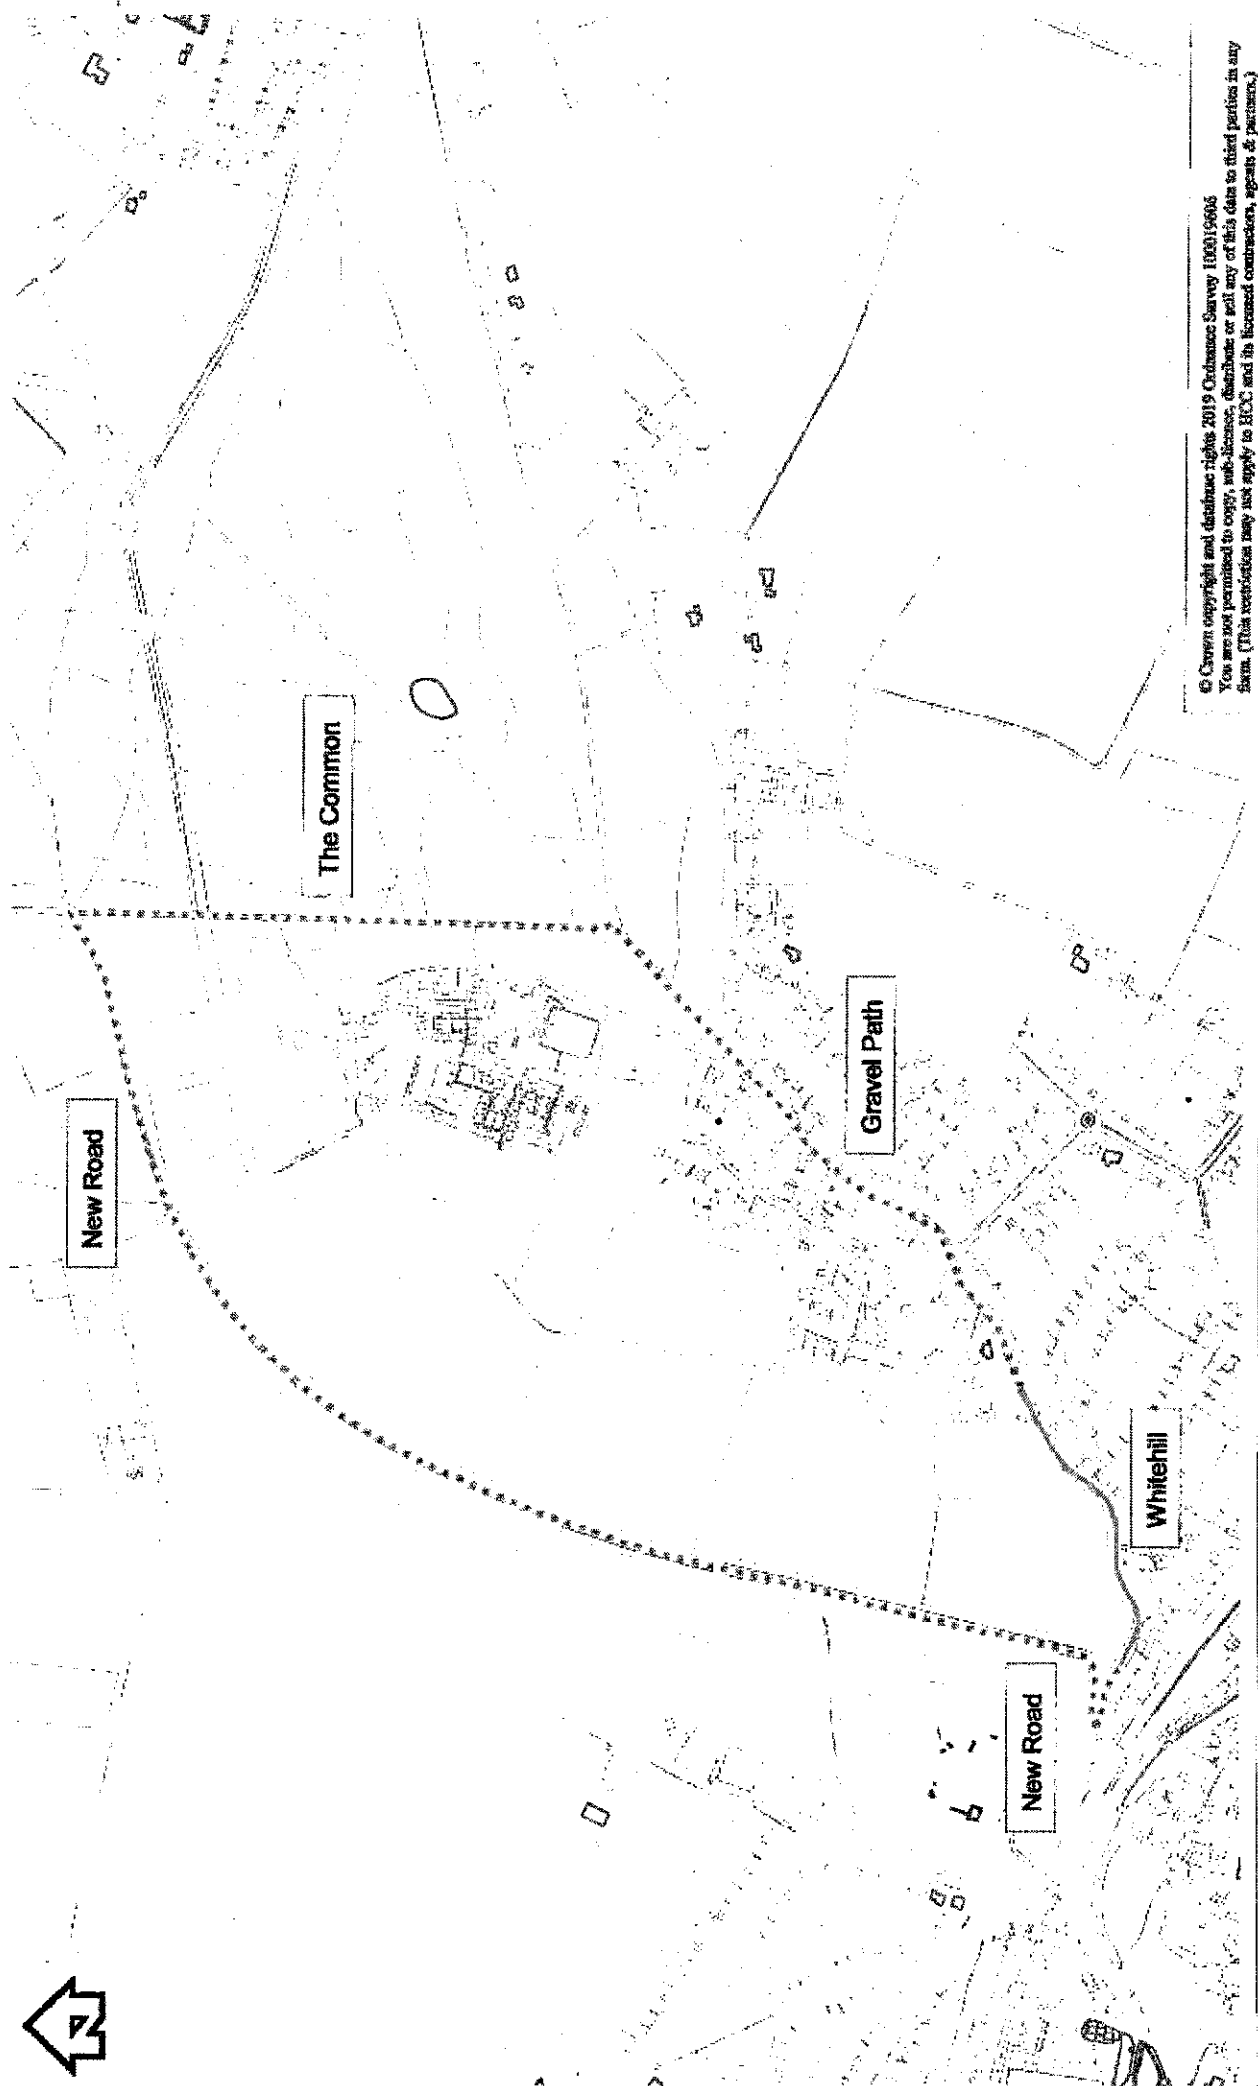 New Road
The Common
Gravel Path
New Road
Whitehill
N
© Crown copyright and database rights 2019 Ordnance Survey 100019606
You are not permitted to copy, sub-licence, distribute or sell any of this data to third parties in any
form. (This restriction may not apply to HCC and its licensed contractors, agents & partners.)